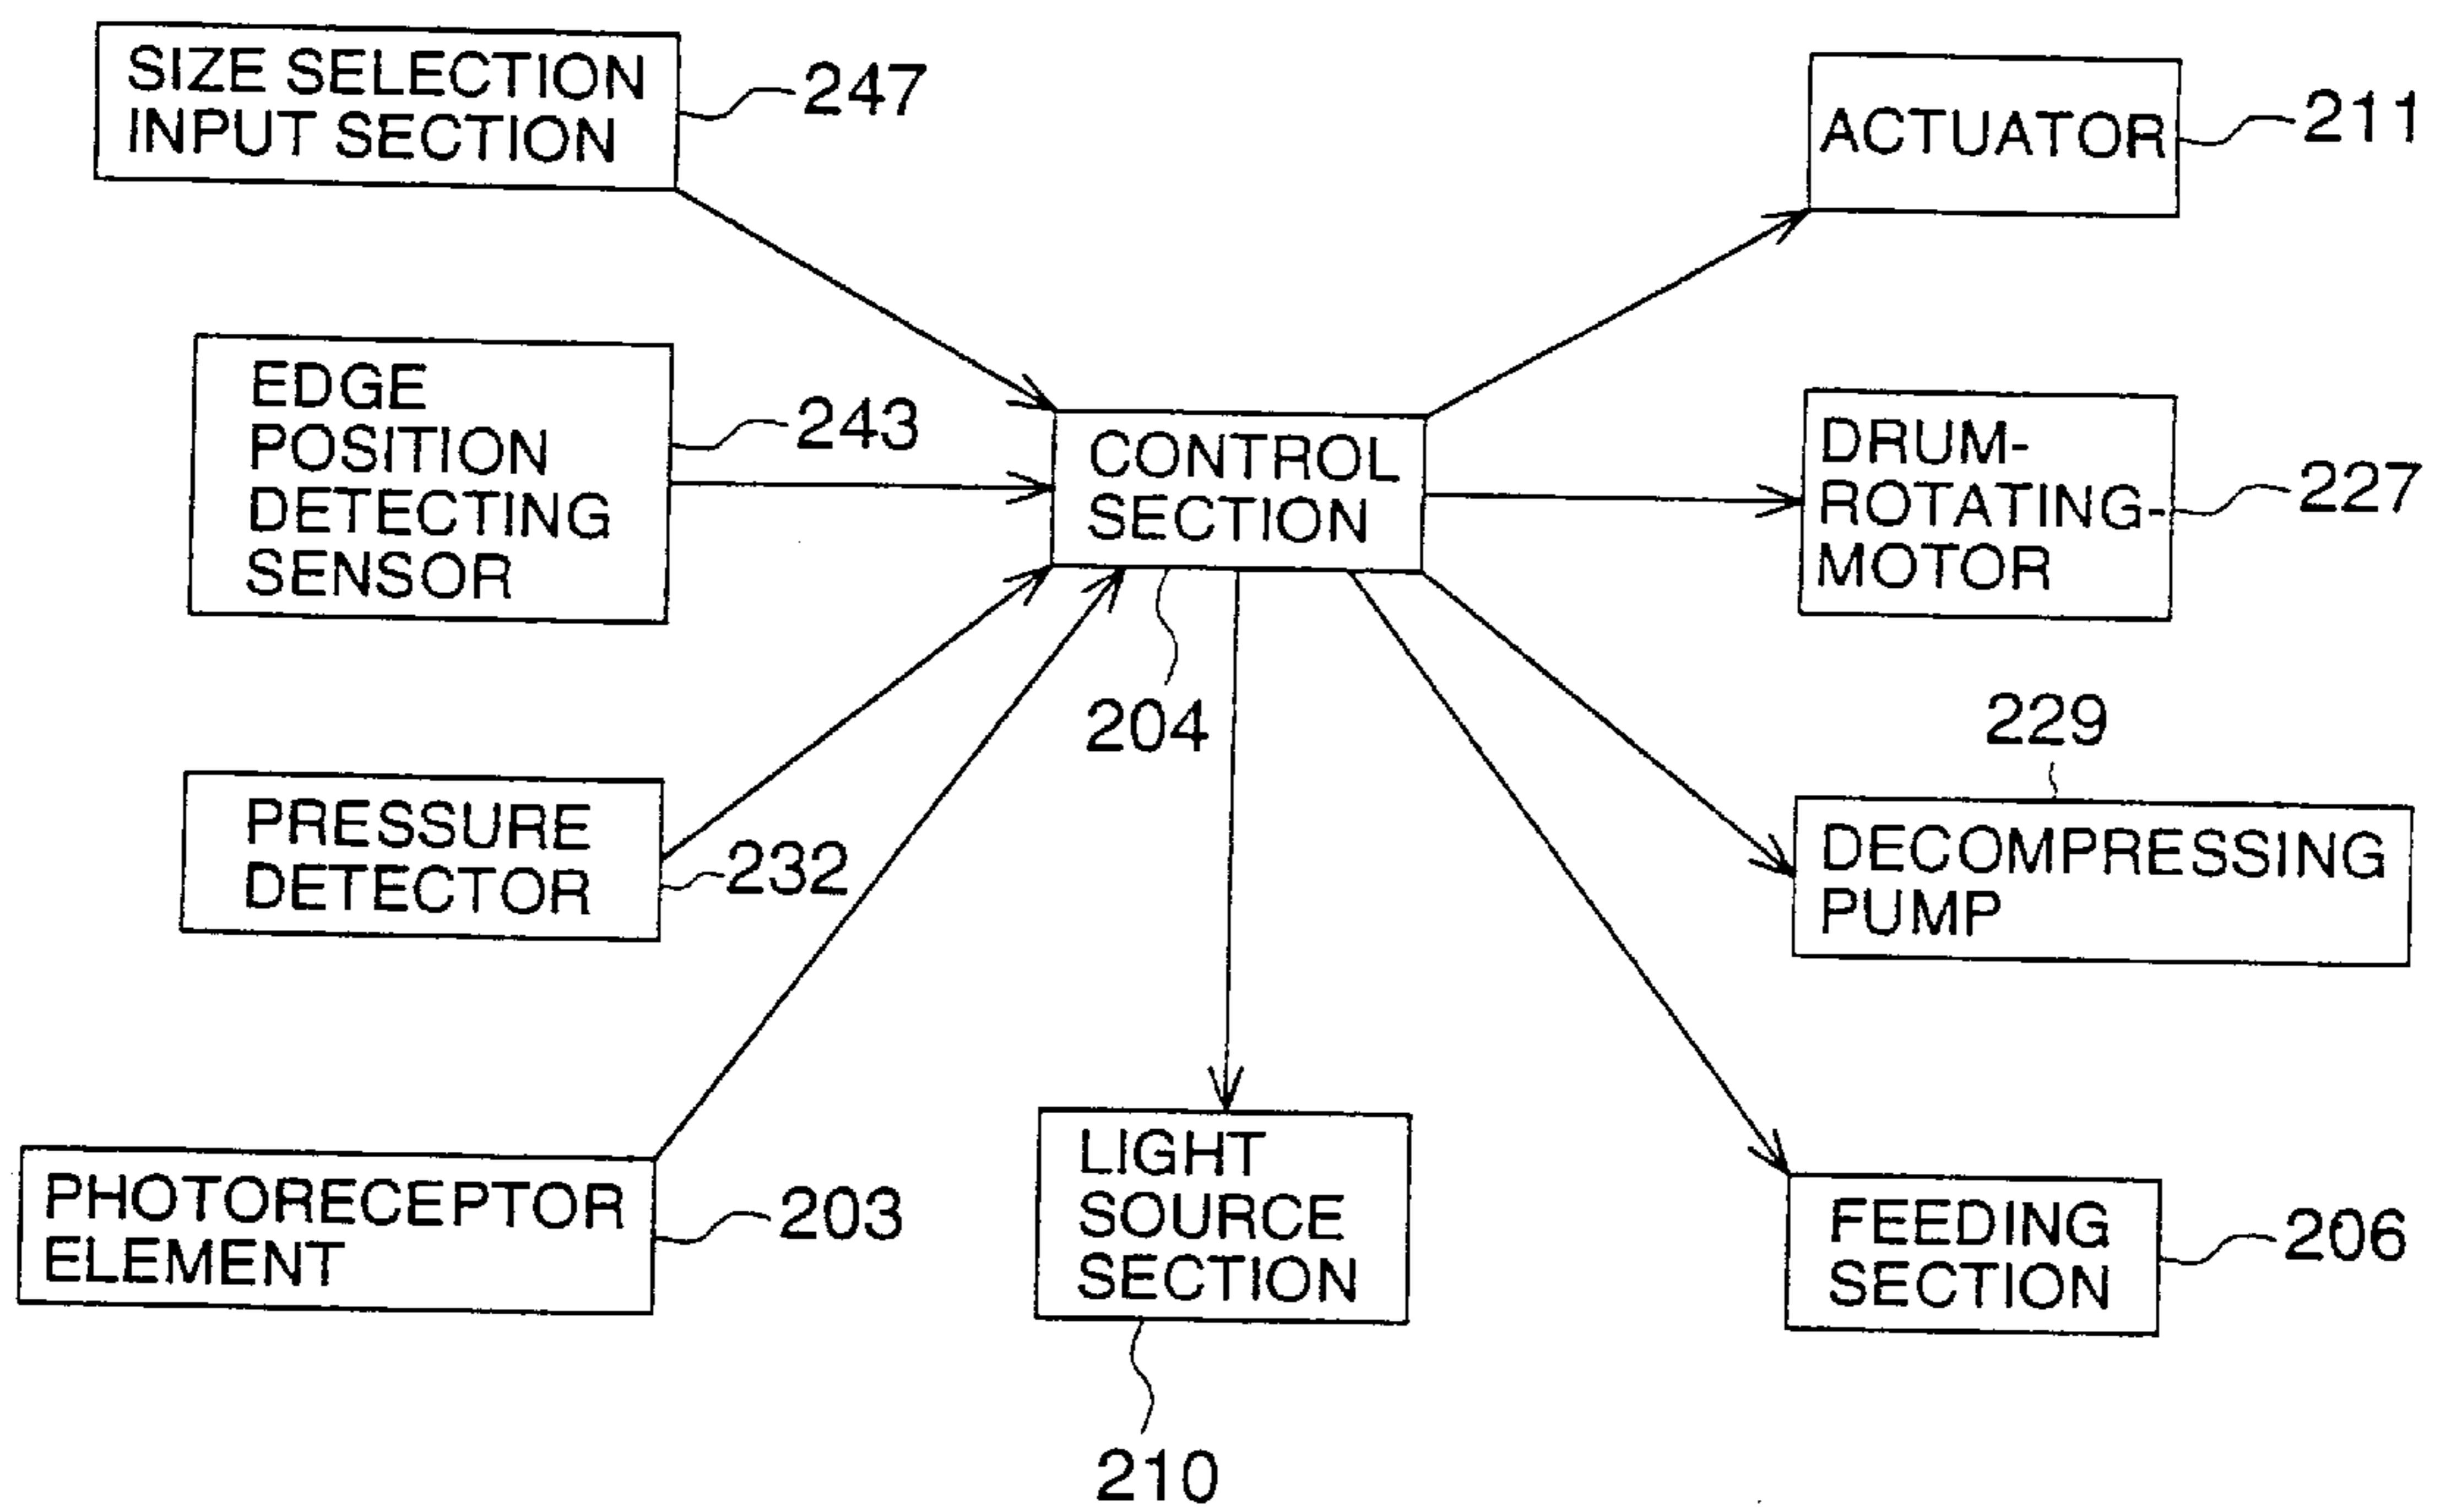 SIZE SELECTION
INPUT SECTION
247
ACTUATOR
211
EDGE
POSITION
DETECTING
SENSOR
243
CONTROL
SECTION
204
DRUM-
ROTATING-
MOTOR
227
PRESSURE
DETECTOR
232
229
DECOMPRESSING
PUMP
PHOTORECEPTOR
ELEMENT
203
LIGHT
SOURCE
SECTION
210
FEEDING
SECTION
206